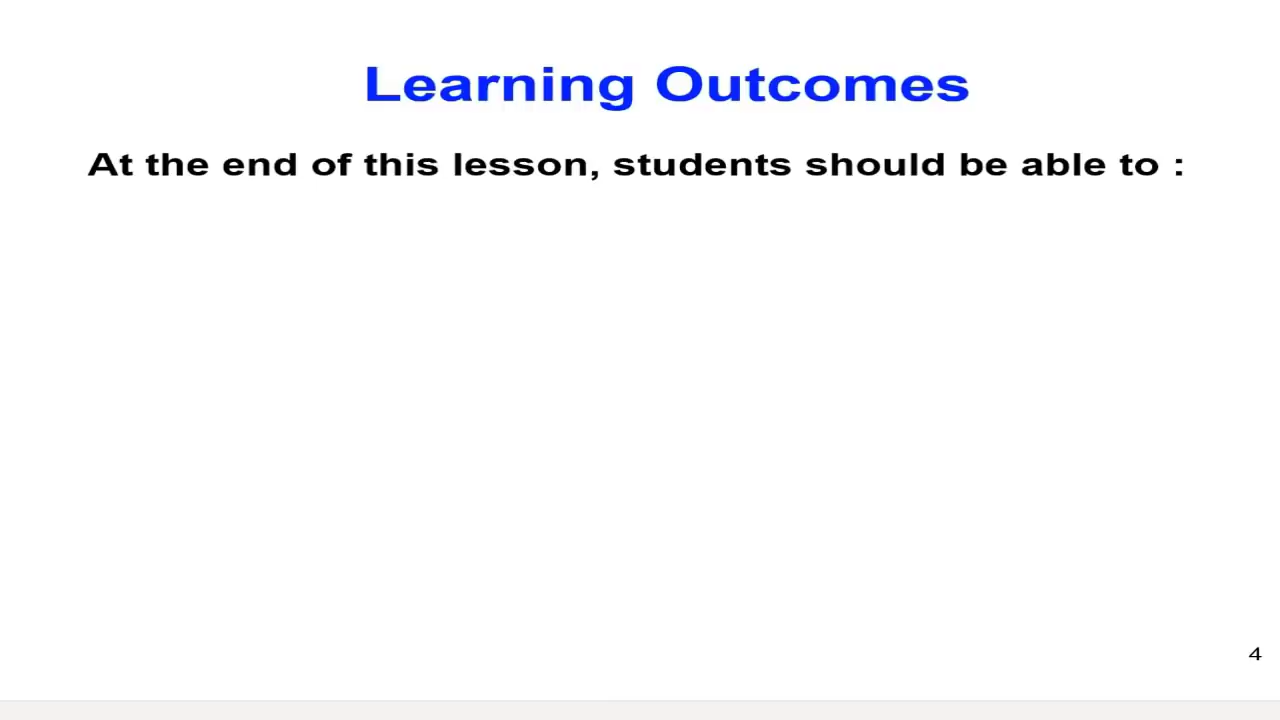 Learning Outcomes
At the end of this lesson, students should be able to :
4